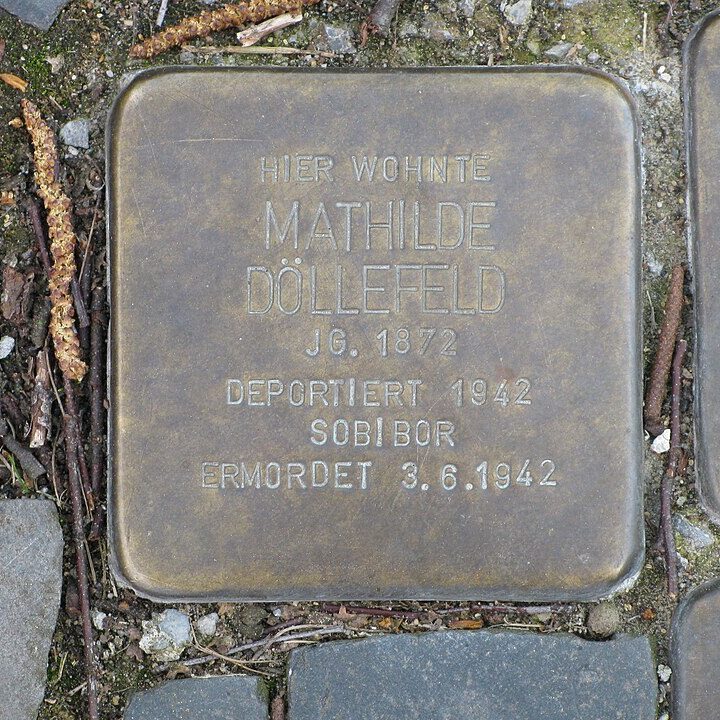 HIER WOHNTE
MATHILDE
DÖLLEFELD
JG. 1872
DEPORTIERT 1942
SOBIBOR
ERMORDET 3.6.1942